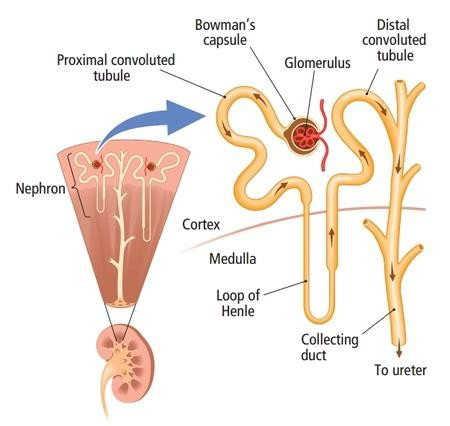 Bowman's
capsule
Distal
convoluted
tubule
Proximal convoluted
tubule
Glomerulus
Nephron
Cortex
Medulla
Loop of
Henle
Collecting
duct
To ureter